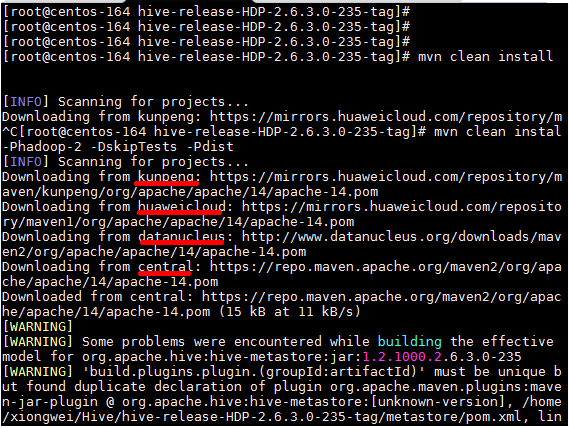 [root@centos-164 hive-release-HDP-2.6.3.0-235-tag]#
[root@centos-164 hive-release-HDP-2.6.3.0-235-tag]#
[root@centos-164 hive-release-HDP-2.6.3.0-235-tag]#
[root@centos-164 hive-release-HDP-2.6.3.0-235-tag]# mvn clean install
[INFO] Scanning for projects...
Downloading from kunpeng: https://mirrors.huaweicloud.com/repository/m
^C[root@centos-164 hive-release-HDP-2.6.3.0-235-tag]# mvn clean instal
-Phadoop-2 -DskipTests -Pdist
[INFO] Scanning for projects...
Downloading from kunpeng: https://mirrors.huaweicloud.com/repository/m
aven/kunpeng/org/apache/apache/14/apache-14.pom
Downloading from huaweicloud: https://mirrors.huaweicloud.com/reposito
ry/maven1/org/apache/apache/14/apache-14.pom
Downloading from datanucleus: http://www.datanucleus.org/downloads/mav
en2/org/apache/apache/14/apache-14.pom
Downloading from central: https://repo.maven.apache.org/maven2/org/apa
che/apache/14/apache-14.pom
Downloaded from central: https://repo.maven.apache.org/maven2/org/apac
he/apache/14/apache-14.pom (15 kB at 11 kB/s)
[WARNING]
[WARNING] Some problems were encountered while building the effective
model for org.apache.hive:hive-metastore:jar:1.2.1000.2.6.3.0-235
[WARNING] 'build.plugins.plugin.(groupId:artifactId)' must be unique b
ut found duplicate declaration of plugin org.apache.maven.plugins:mave
n-jar-plugin @ org.apache.hive:hive-metastore:[unknown-version], /home
/xiongwei/Hive/hive-release-HDP-2.6.3.0-235-tag/metastore/pom.xml, lin